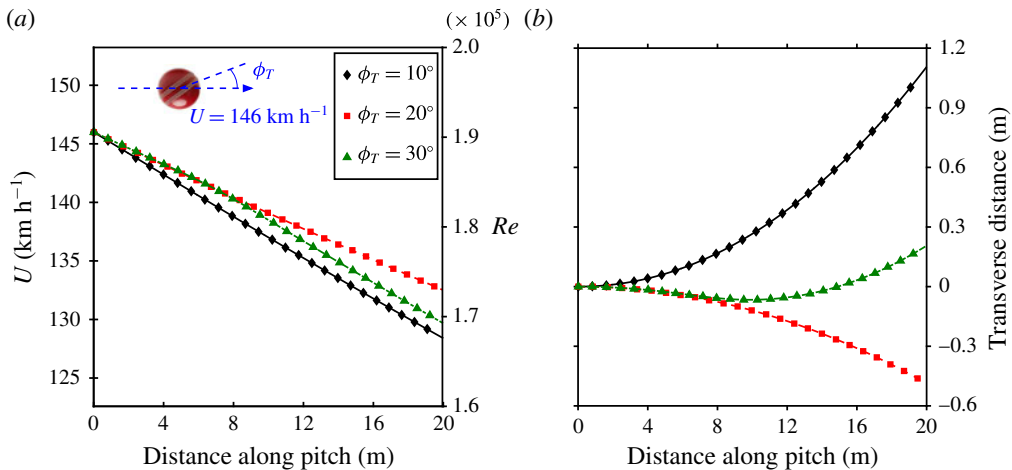 (a)
(× 10⁵)
(b)
150
145
140
135
130
125
U (km h⁻¹)
2.0
1.9
1.8
1.7
1.6
Re
ϕ_T
U = 146 km h⁻¹
ϕ_T = 10°
ϕ_T = 20°
ϕ_T = 30°
0 4 8 12 16 20
Distance along pitch (m)
1.2
0.9
0.6
0.3
0
–0.3
–0.6
Transverse distance (m)
0 4 8 12 16 20
Distance along pitch (m)